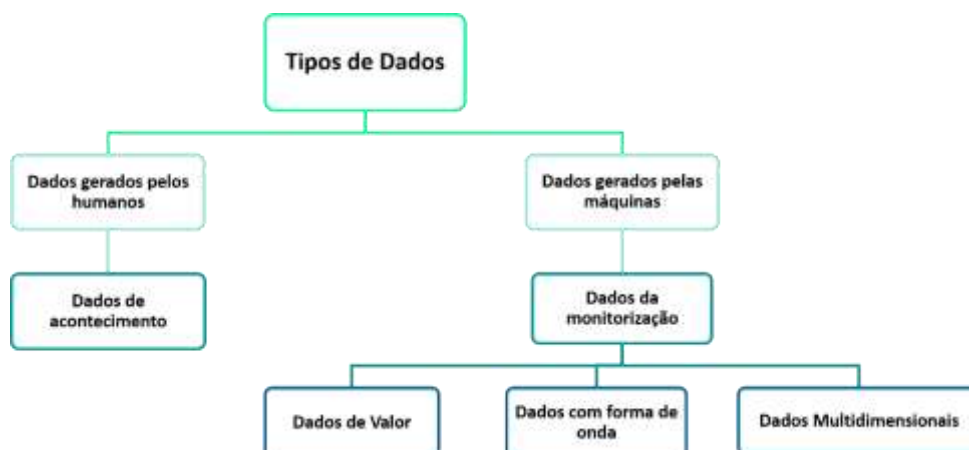 Tipos de Dados
Dados gerados pelos
humanos
Dados gerados pelas
máquinas
Dados de
acontecimento
Dados da
monitorização
Dados de Valor
Dados com forma de
onda
Dados Multidimensionais